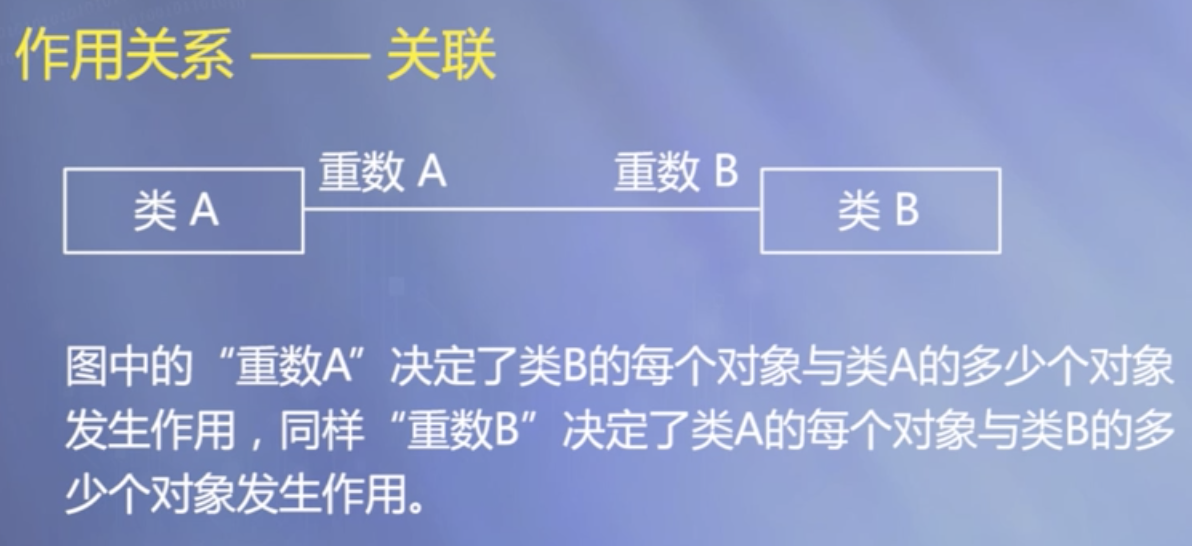 作用关系 —— 关联
重数 A
重数 B
类 A
类 B
图中的“重数A”决定了类B的每个对象与类A的多少个对象
发生作用，同样“重数B”决定了类A的每个对象与类B的多
少个对象发生作用。